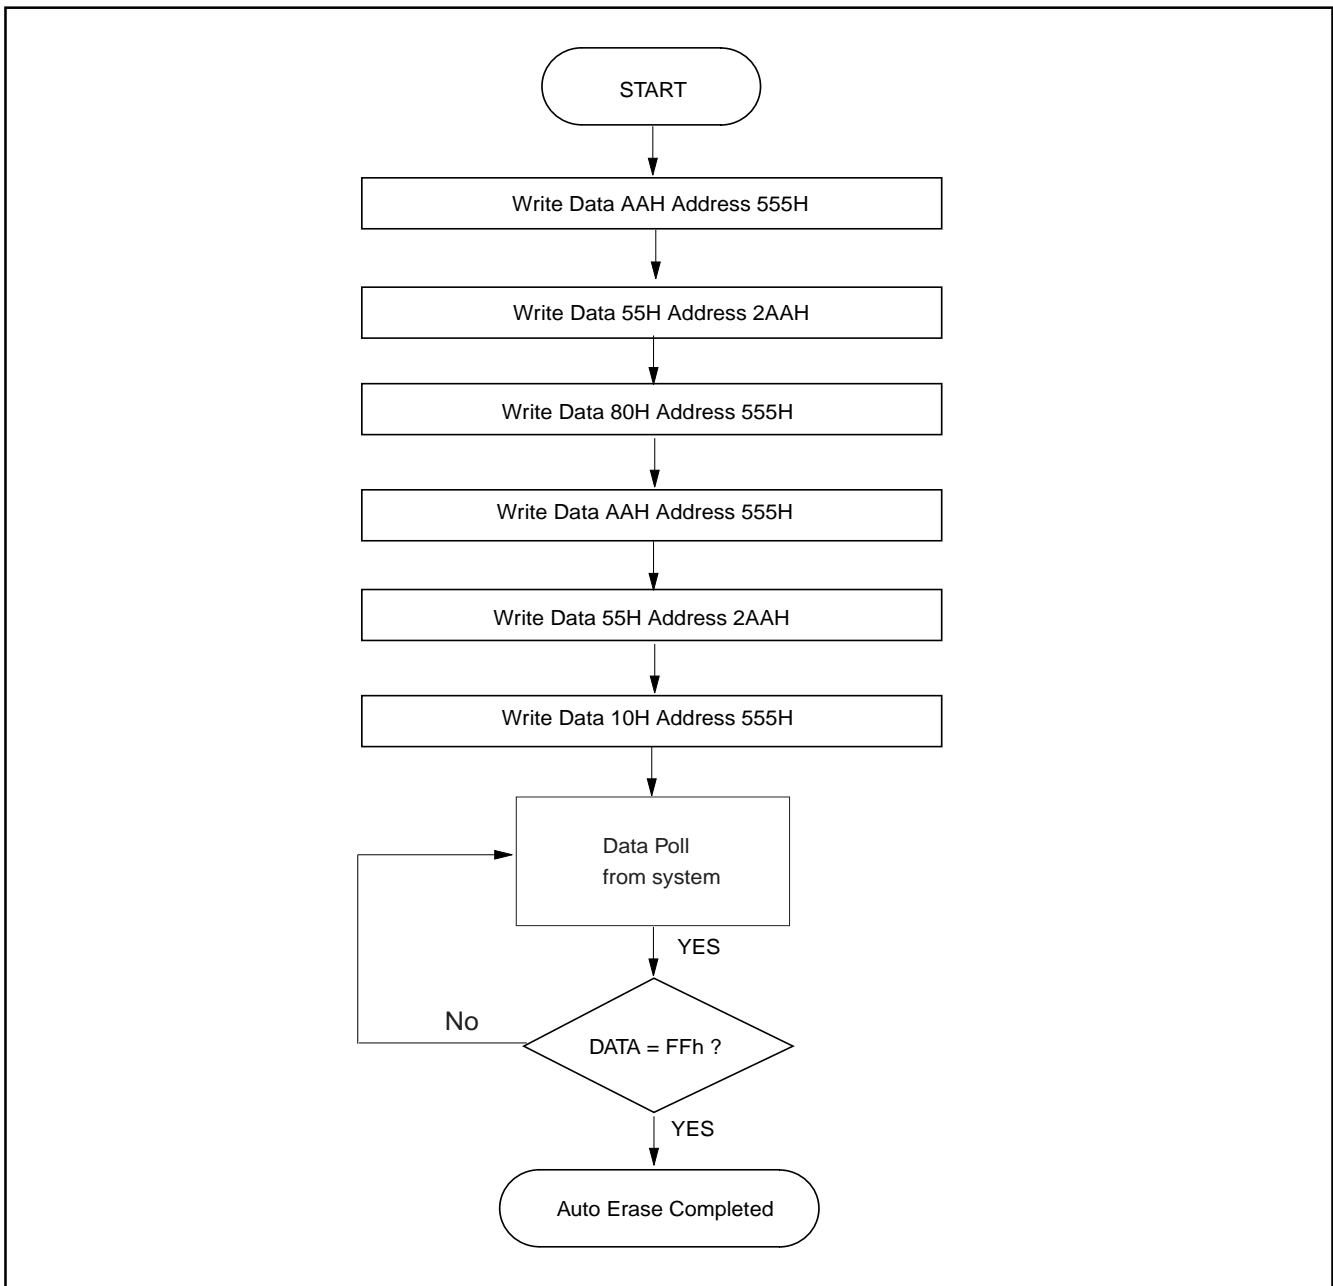 START
Write Data AAH Address 555H
Write Data 55H Address 2AAH
Write Data 80H Address 555H
Write Data AAH Address 555H
Write Data 55H Address 2AAH
Write Data 10H Address 555H
Data Poll
from system
YES
No
DATA = FFh ?
YES
Auto Erase Completed